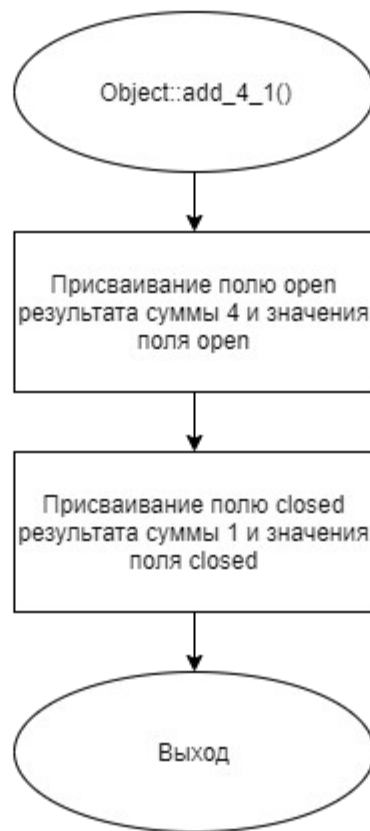 Object::add_4_1()
Присваивание полю open
результата суммы 4 и значения
поля open
Присваивание полю closed
результата суммы 1 и значения
поля closed
Выход